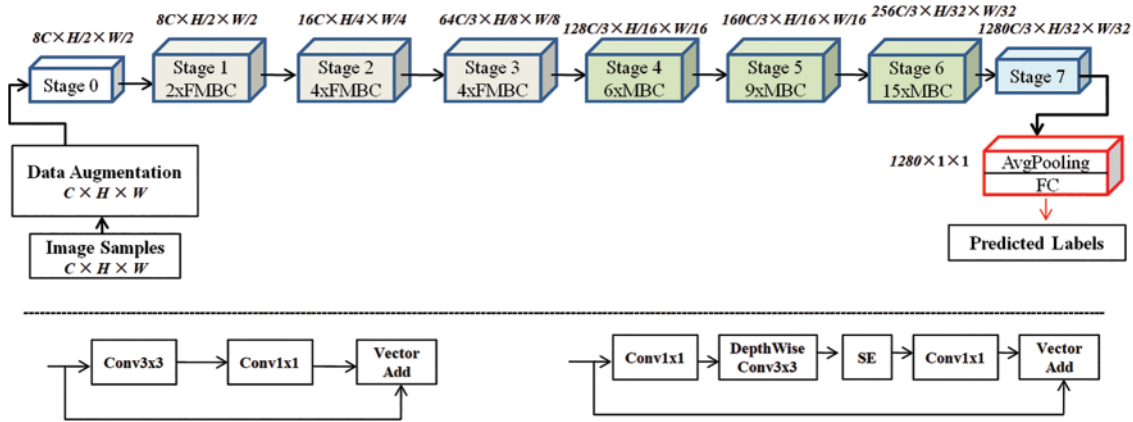 8C×H/2×W/2
8C×H/2×W/2
16C×H/4×W/4
64C/3×H/8×W/8
128C/3×H/16×W/16
160C/3×H/16×W/16
256C/3×H/32×W/32
1280C/3×H/32×W/32
Stage 0
Stage 1
2xFMBC
Stage 2
4xFMBC
Stage 3
4xFMBC
Stage 4
6xMBC
Stage 5
9xMBC
Stage 6
15xMBC
Stage 7
Data Augmentation
C×H×W
Image Samples
C×H×W
1280×1×1
AvgPooling
FC
Predicted Labels
Conv3x3
Conv1x1
Vector
Add
Conv1x1
DepthWise
Conv3x3
SE
Conv1x1
Vector
Add